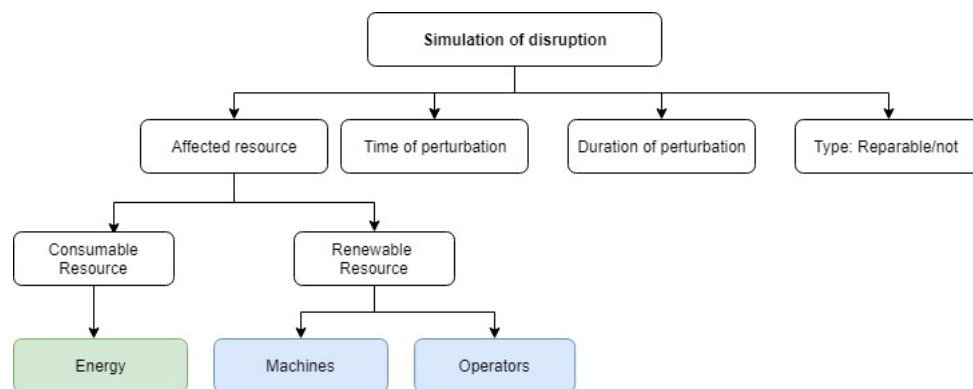 Simulation of disruption
Affected resource
Time of perturbation
Duration of perturbation
Type: Reparable/not
Consumable
Resource
Renewable
Resource
Energy
Machines
Operators